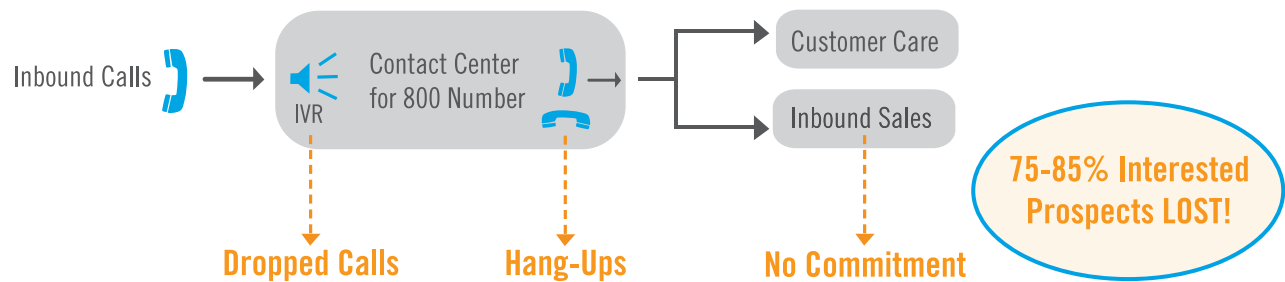 Inbound Calls
IVR
Contact Center
for 800 Number
Customer Care
Inbound Sales
75-85% Interested
Prospects LOST!
Dropped Calls
Hang-Ups
No Commitment